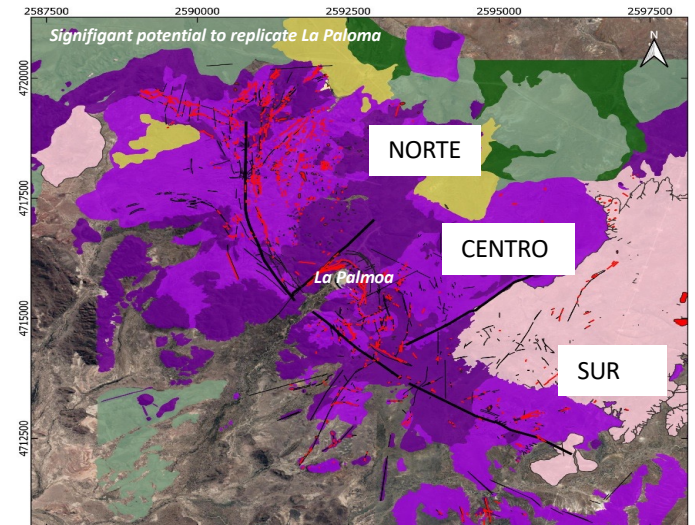 2587500 2590000 2592500 2595000 2597500
Signifigant potential to replicate La Paloma
N
4720000
NORTE
4717500
CENTRO
La Palmoa
4715000
SUR
4712500